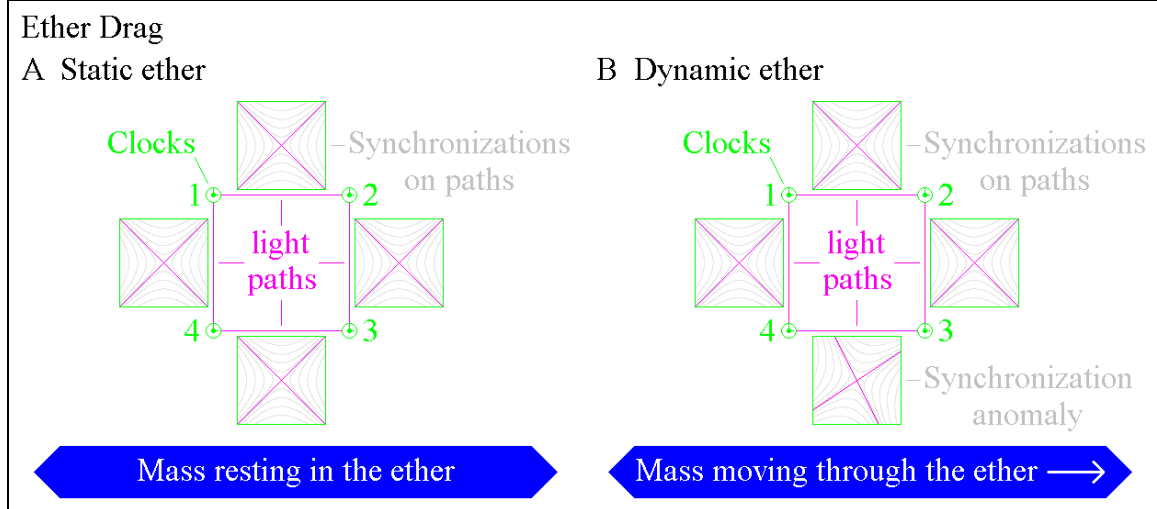 Ether Drag
A Static ether
Clocks
Synchronizations
on paths
1
2
light
paths
4
3
Mass resting in the ether
B Dynamic ether
Clocks
Synchronizations
on paths
1
2
light
paths
4
3
Synchronization
anomaly
Mass moving through the ether